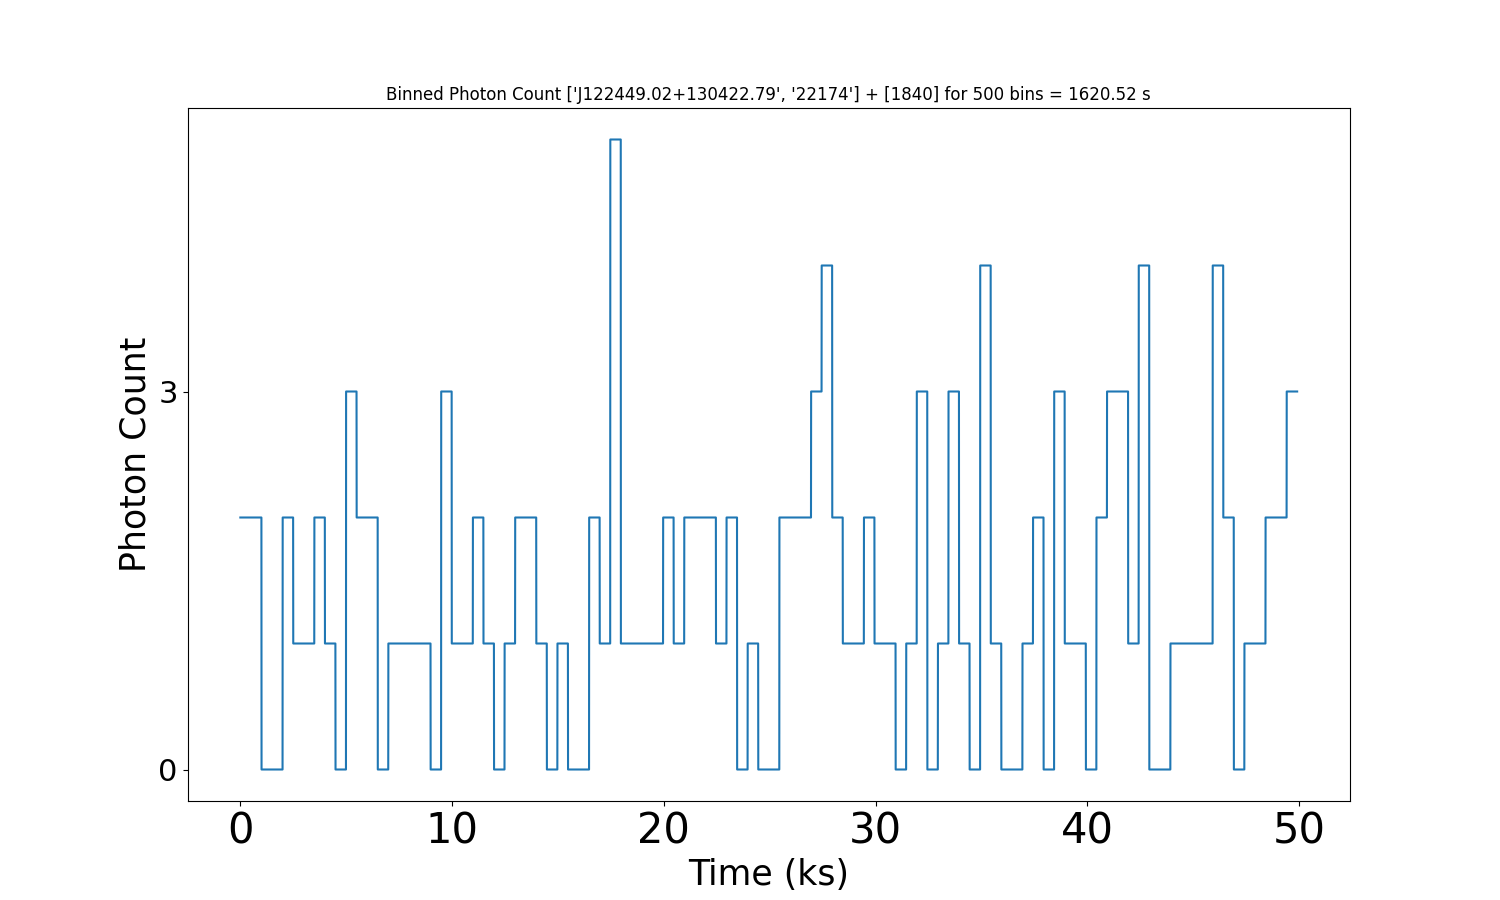 Binned Photon Count ['J122449.02+130422.79', '22174'] + [1840] for 500 bins = 1620.52 s
Photon Count
3
0
0 10 20 30 40 50
Time (ks)